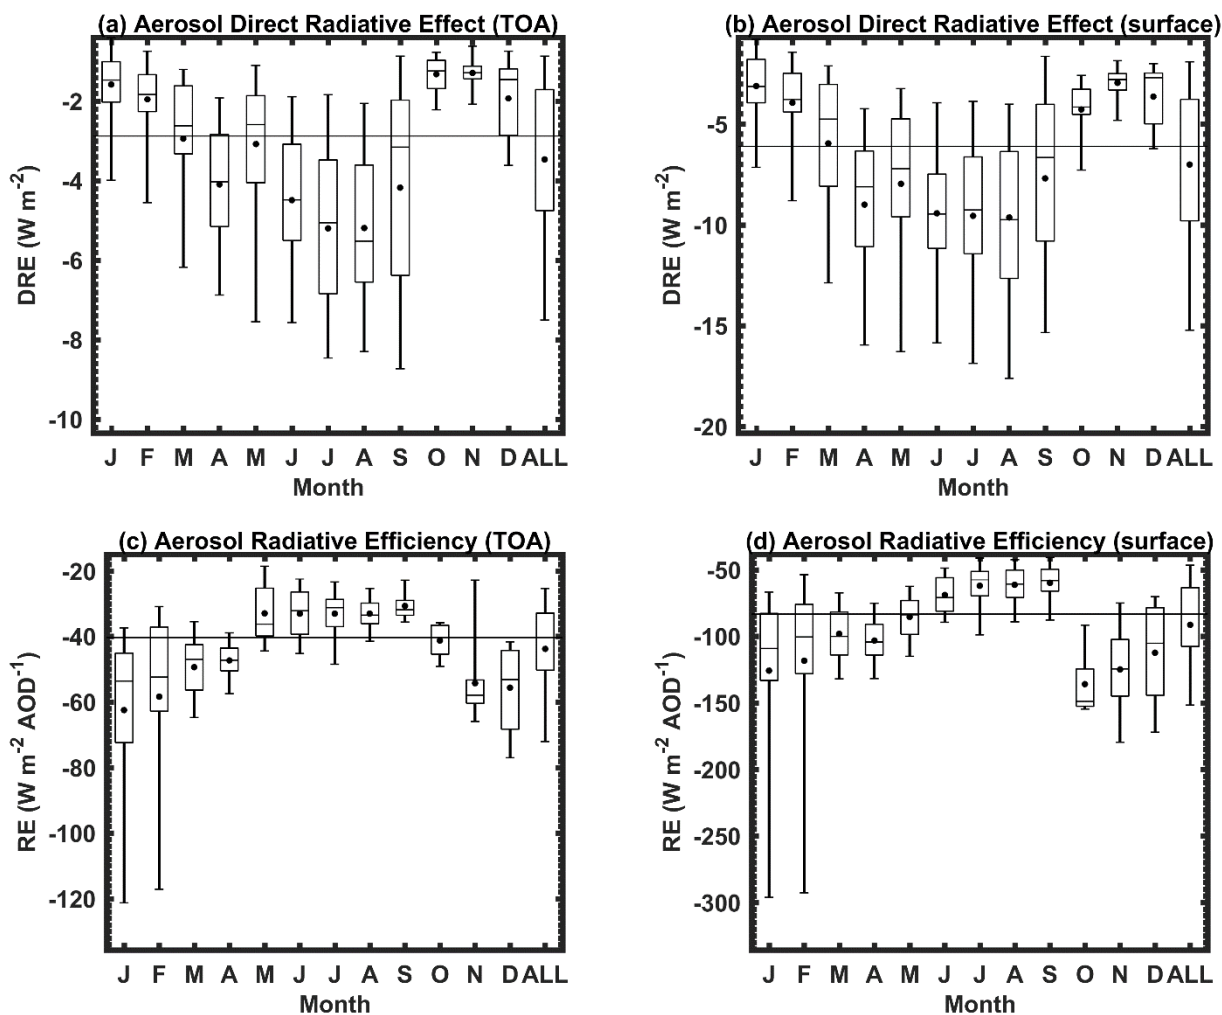 (a) Aerosol Direct Radiative Effect (TOA)
DRE (W m⁻²)
-2
-4
-6
-8
-10
J F M A M J J A S O N D ALL
Month
(b) Aerosol Direct Radiative Effect (surface)
DRE (W m⁻²)
-5
-10
-15
-20
J F M A M J J A S O N D ALL
Month
(c) Aerosol Radiative Efficiency (TOA)
RE (W m⁻² AOD⁻¹)
-20
-40
-60
-80
-100
-120
J F M A M J J A S O N D ALL
Month
(d) Aerosol Radiative Efficiency (surface)
RE (W m⁻² AOD⁻¹)
-50
-100
-150
-200
-250
-300
J F M A M J J A S O N D ALL
Month